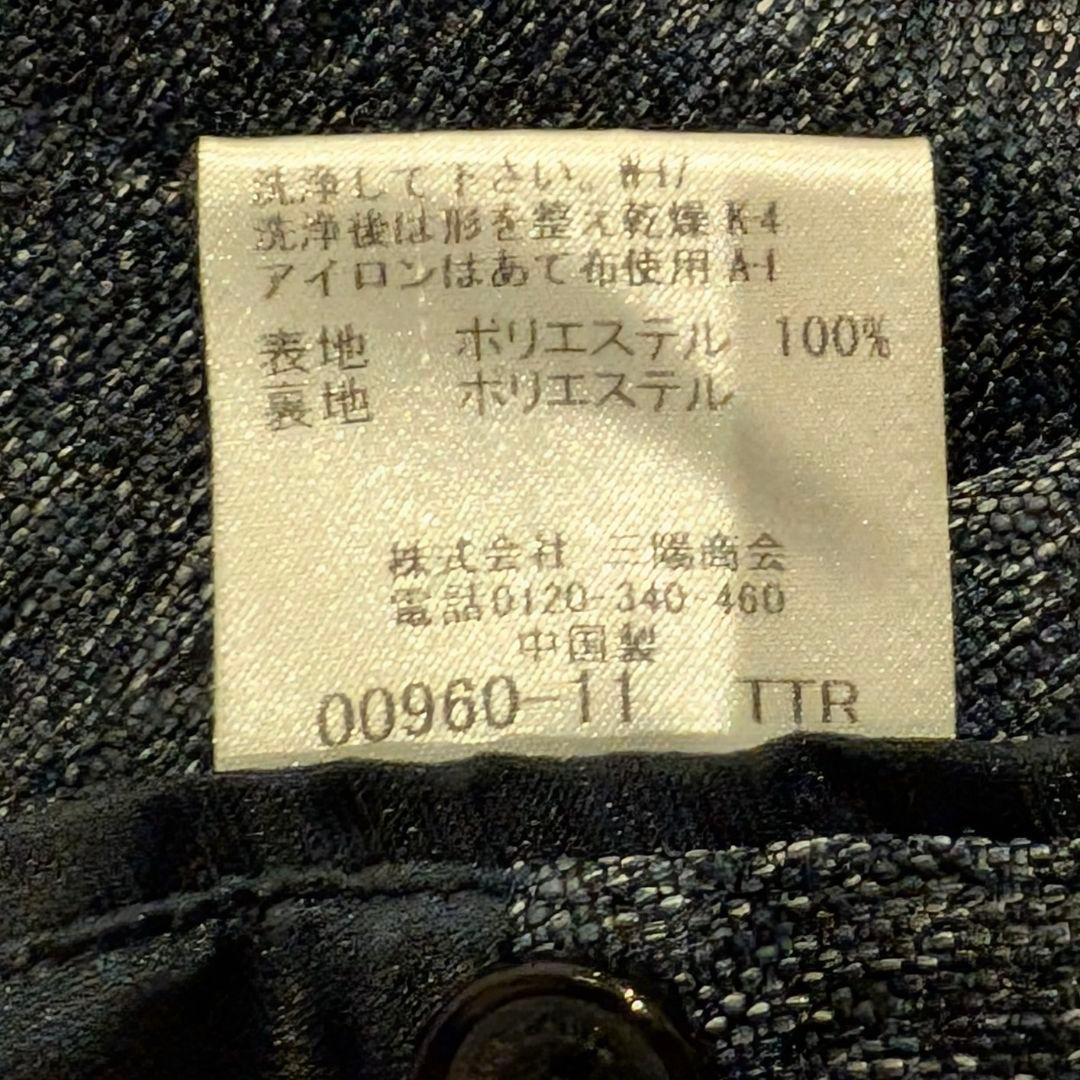 洗浄して下さい。W-17
洗浄後は形を整え乾燥 K-4
アイロンはあて布使用 A-1
表地 ポリエステル 100%
裏地 ポリエステル
株式会社 三陽商会
電話0120-340-460
中国製
00960-11 TTR